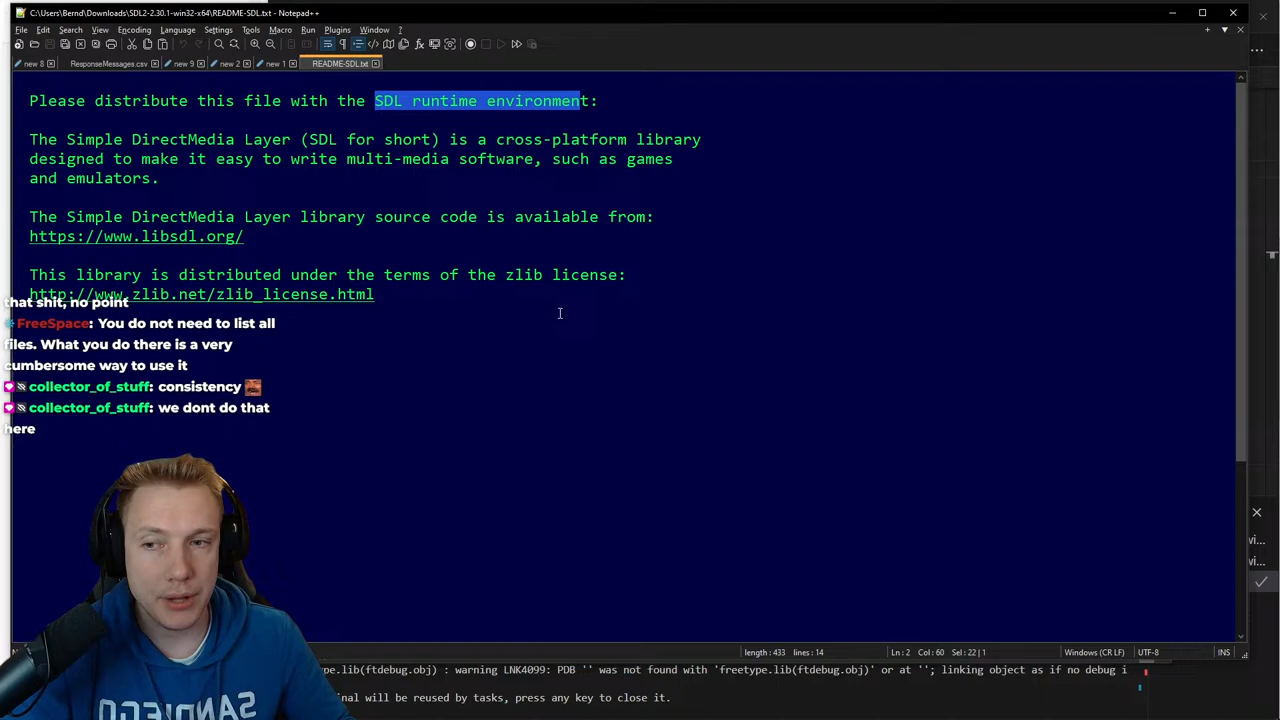 C:\Users\Bernd\Downloads\SDL2-2.30.1-win32-x64\README-SDL.txt - Notepad++
File Edit Search View Encoding Language Settings Tools Macro Run Plugins Window ?
new 8 ResponseMessages.csv new 9 new 2 new 1 README-SDL.txt
Please distribute this file with the SDL runtime environment:
The Simple DirectMedia Layer (SDL for short) is a cross-platform library
designed to make it easy to write multi-media software, such as games
and emulators.
The Simple DirectMedia Layer library source code is available from:
https://www.libsdl.org/
This library is distributed under the terms of the zlib license:
http://www.zlib.net/zlib_license.html
that shit, no point
FreeSpace: You do not need to list all
files. What you do there is a very
cumbersome way to use it
collector_of_stuff: consistency
collector_of_stuff: we dont do that
here
wi...
wi...
SANDIEGO
length : 433 lines : 14 Ln : 2 Col : 60 Sel : 22 | 1 Windows (CR LF) UTF-8 INS
type.lib(ftdebug.obj) : warning LNK4099: PDB '' was not found with 'freetype.lib(ftdebug.obj)' or at ''; linking object as if no debug i
inal will be reused by tasks, press any key to close it.